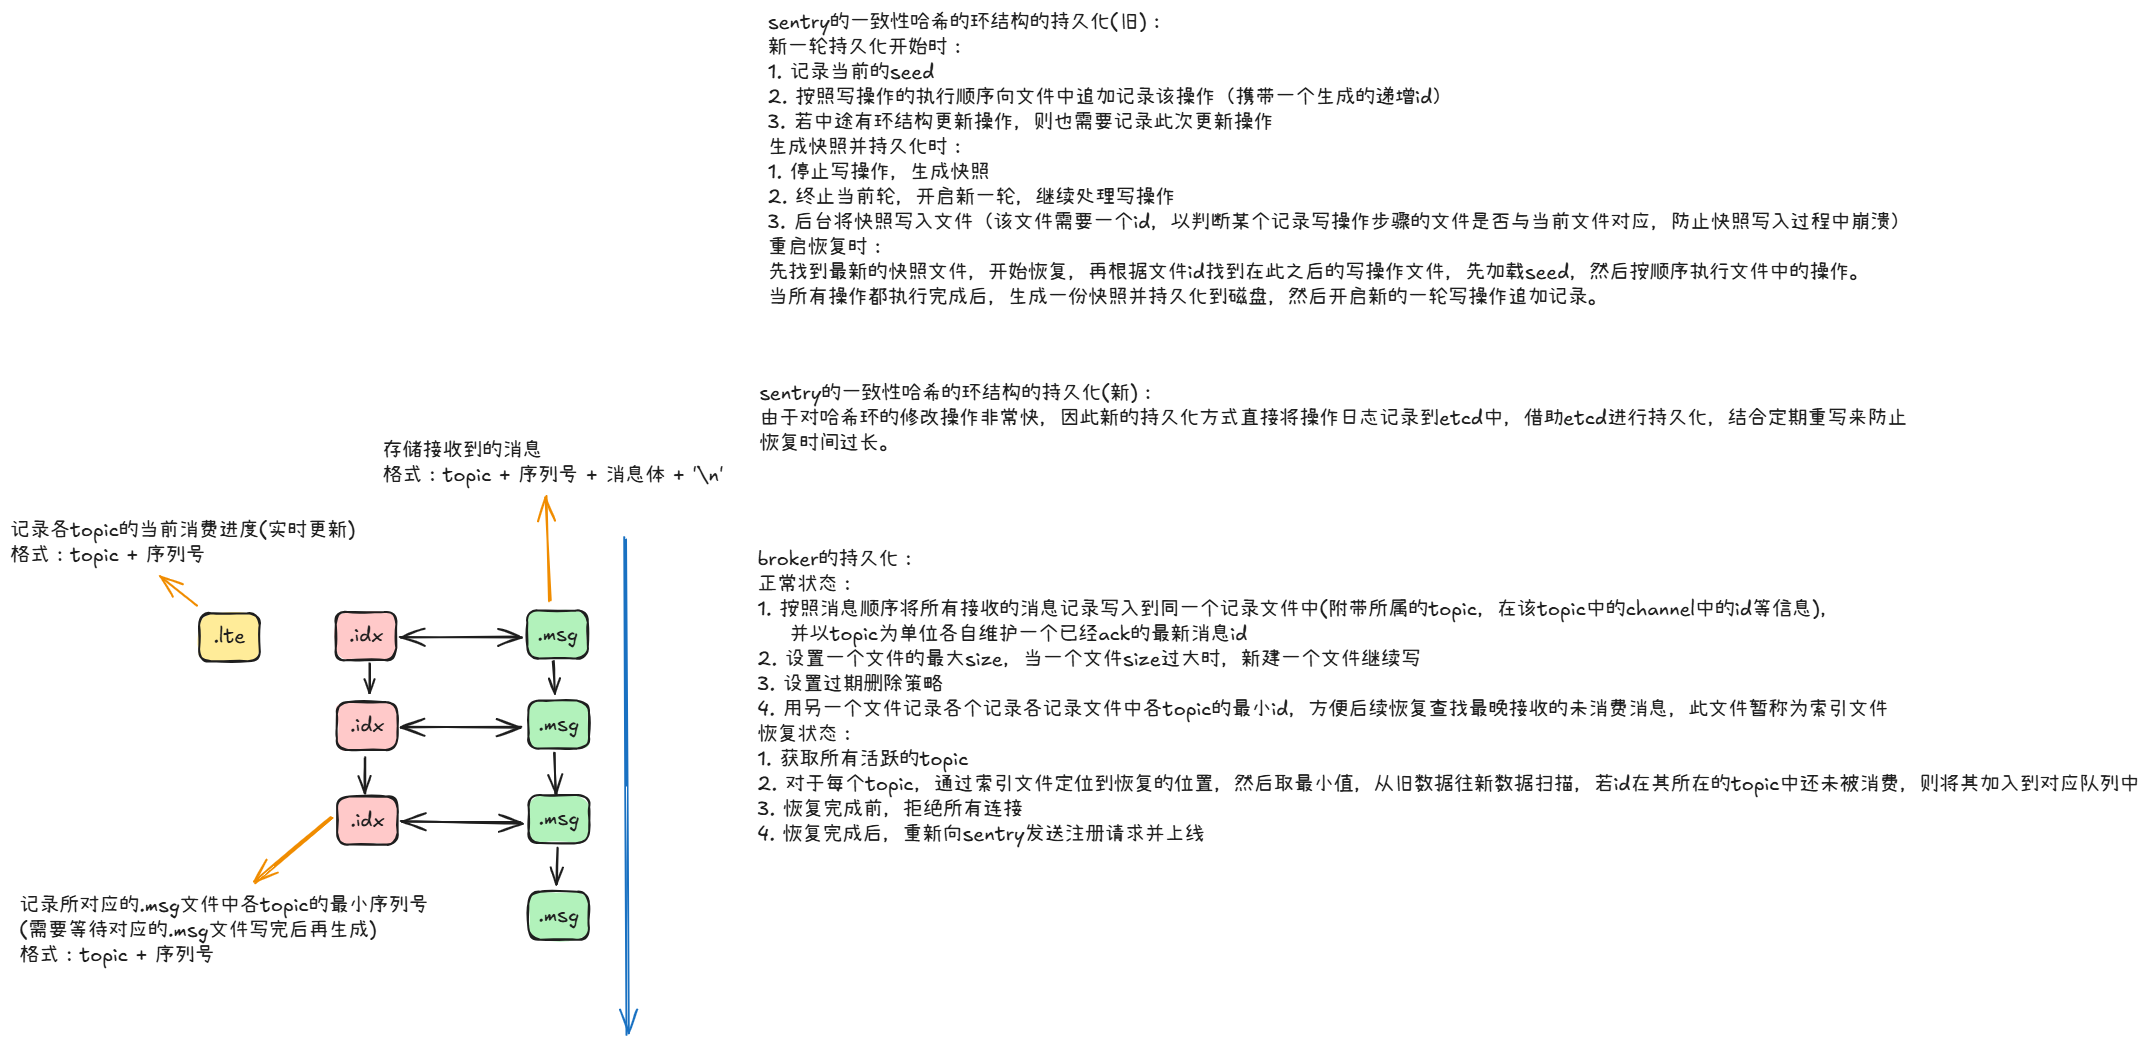 sentry的一致性哈希的环结构的持久化(旧)：
新一轮持久化开始时：
1. 记录当前的seed
2. 按照写操作的执行顺序向文件中追加记录该操作（携带一个生成的递增id）
3. 若中途有环结构更新操作，则也需要记录此次更新操作
生成快照并持久化时：
1. 停止写操作，生成快照
2. 终止当前轮，开启新一轮，继续处理写操作
3. 后台将快照写入文件（该文件需要一个id，以判断某个记录写操作步骤的文件是否与当前文件对应，防止快照写入过程中崩溃）
重启恢复时：
先找到最新的快照文件，开始恢复，再根据文件id找到在此之后的写操作文件，先加载seed，然后按顺序执行文件中的操作。
当所有操作都执行完成后，生成一份快照并持久化到磁盘，然后开启新的一轮写操作追加记录。
sentry的一致性哈希的环结构的持久化(新)：
由于对哈希环的修改操作非常快，因此新的持久化方式直接将操作日志记录到etcd中，借助etcd进行持久化，结合定期重写来防止
恢复时间过长。
存储接收到的消息
格式：topic + 序列号 + 消息体 + '\n'
记录各topic的当前消费进度(实时更新)
格式：topic + 序列号
.lte
.idx
.msg
.idx
.msg
.idx
.msg
.msg
记录所对应的.msg文件中各topic的最小序列号
(需要等待对应的.msg文件写完后再生成)
格式：topic + 序列号
broker的持久化：
正常状态：
1. 按照消息顺序将所有接收的消息记录写入到同一个记录文件中(附带所属的topic，在该topic中的channel中的id等信息)，
并以topic为单位各自维护一个已经ack的最新消息id
2. 设置一个文件的最大size，当一个文件size过大时，新建一个文件继续写
3. 设置过期删除策略
4. 用另一个文件记录各个记录各记录文件中各topic的最小id，方便后续恢复查找最晚接收的未消费消息，此文件暂称为索引文件
恢复状态：
1. 获取所有活跃的topic
2. 对于每个topic，通过索引文件定位到恢复的位置，然后取最小值，从旧数据往新数据扫描，若id在其所在的topic中还未被消费，则将其加入到对应队列中
3. 恢复完成前，拒绝所有连接
4. 恢复完成后，重新向sentry发送注册请求并上线